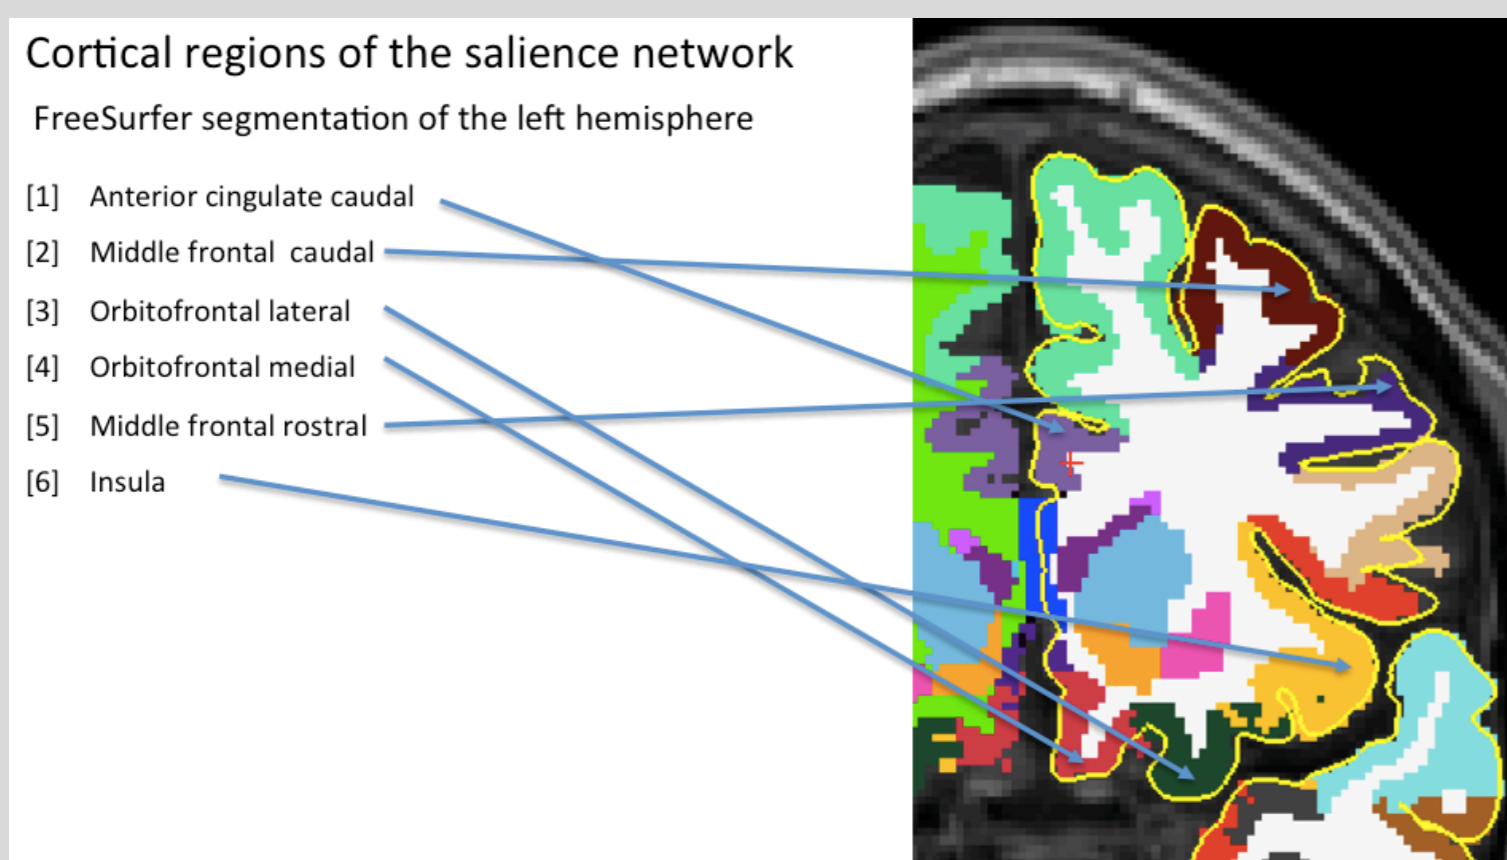 Cortical regions of the salience network
FreeSurfer segmentation of the left hemisphere
[1] Anterior cingulate caudal
[2] Middle frontal caudal
[3] Orbitofrontal lateral
[4] Orbitofrontal medial
[5] Middle frontal rostral
[6] Insula